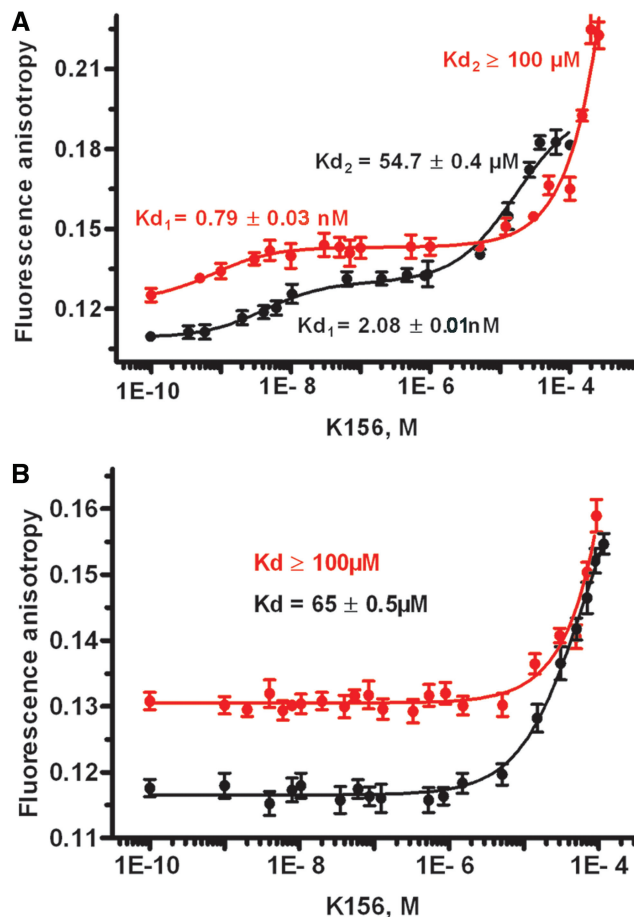 A
Fluorescence anisotropy
0.21
0.18
0.15
0.12
Kd2 ≥ 100 µM
Kd2 = 54.7 ± 0.4 µM
Kd1 = 0.79 ± 0.03 nM
Kd1 = 2.08 ± 0.01nM
1E-10 1E- 8 1E- 6 1E- 4
K156, M
B
Fluorescence anisotropy
0.16
0.15
0.14
0.13
0.12
0.11
Kd ≥ 100µM
Kd = 65 ± 0.5µM
1E-10 1E- 8 1E- 6 1E- 4
K156, M